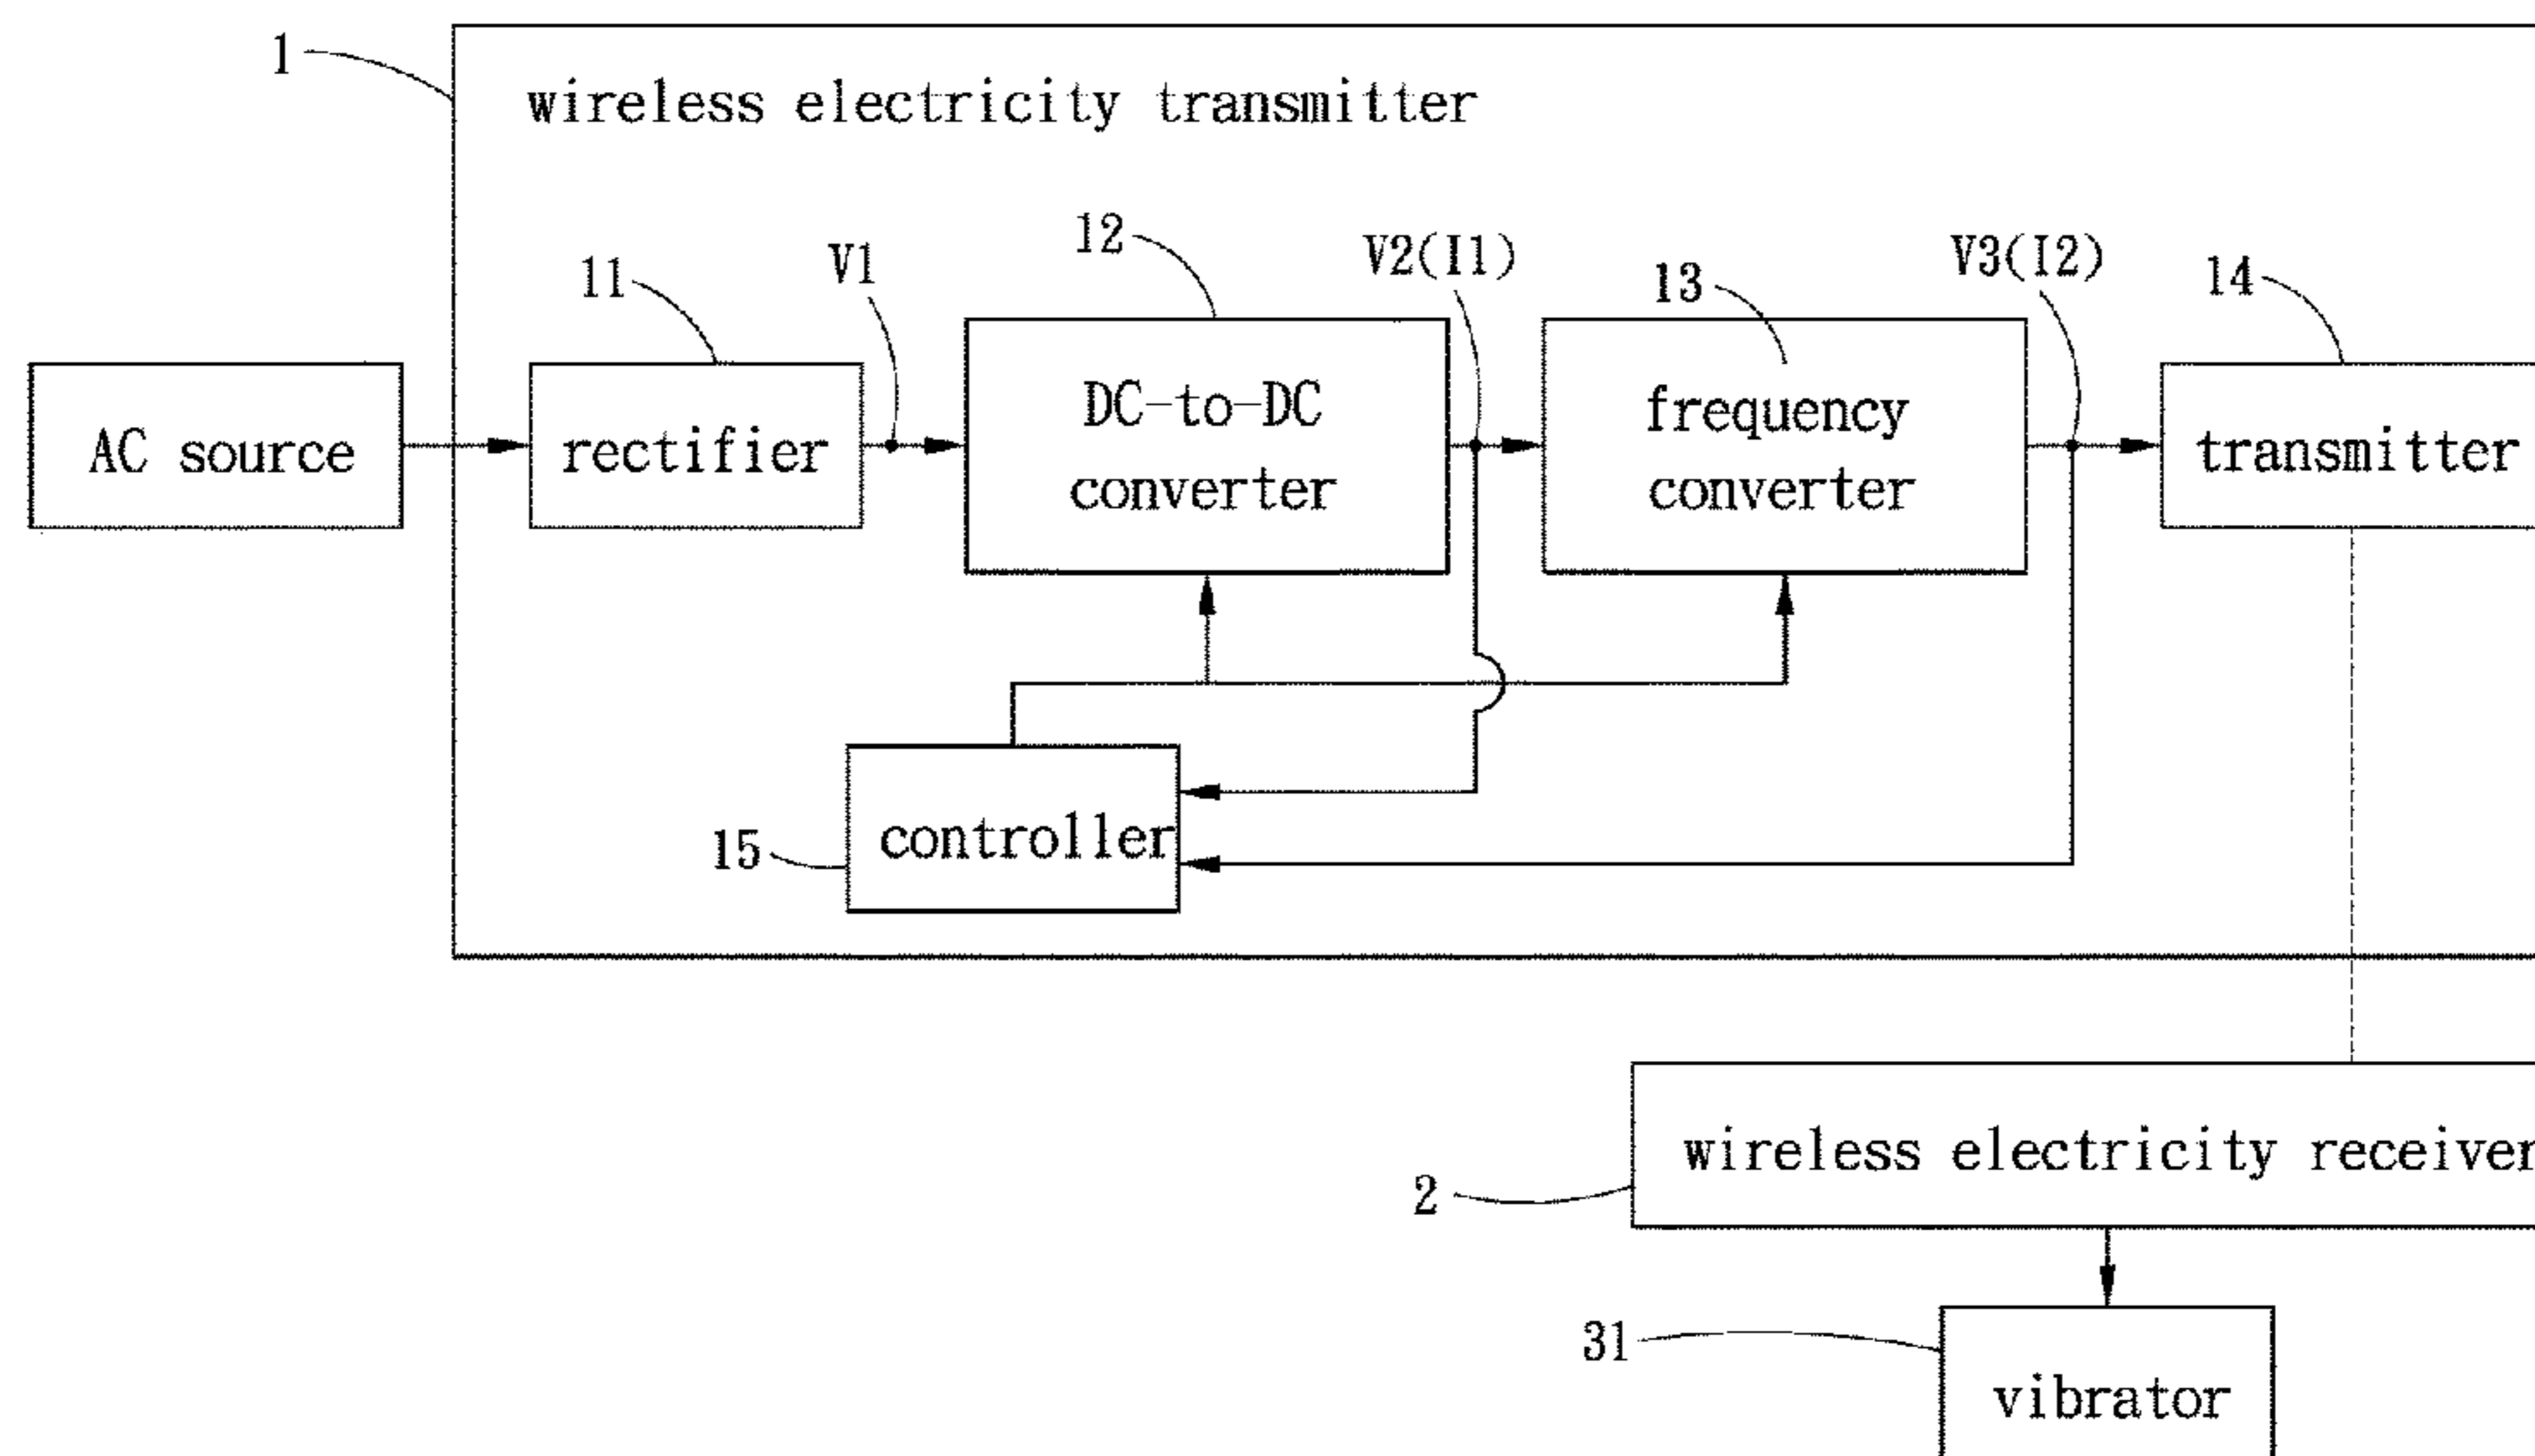 1
wireless electricity transmitter
11
V1
12
V2(I1)
13
V3(I2)
14
AC source
rectifier
DC-to-DC
converter
frequency
converter
transmitter
15
controller
2
wireless electricity receiver
31
vibrator